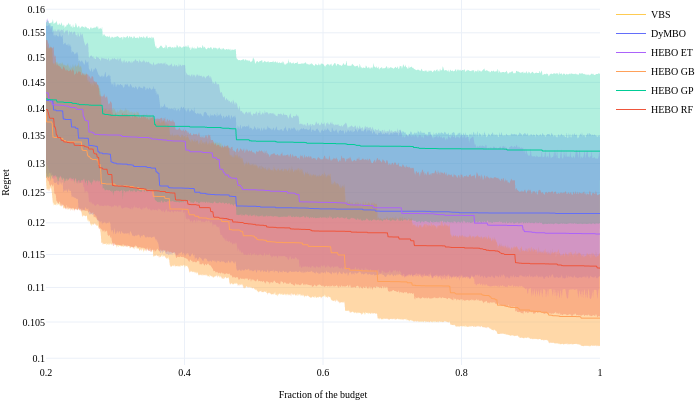 0.16
0.155
0.15
0.145
0.14
0.135
0.13
0.125
0.12
0.115
0.11
0.105
0.1
Regret
0.2
0.4
0.6
0.8
1
Fraction of the budget
VBS
DyMBO
HEBO ET
HEBO GB
HEBO GP
HEBO RF